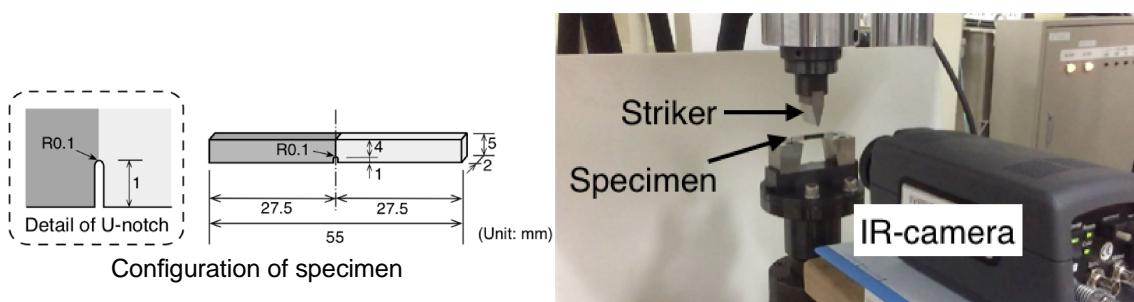 R0.1
1
Detail of U-notch
R0.1
4
1
5
2
27.5
27.5
55
(Unit: mm)
Configuration of specimen
Striker
Specimen
IR-camera